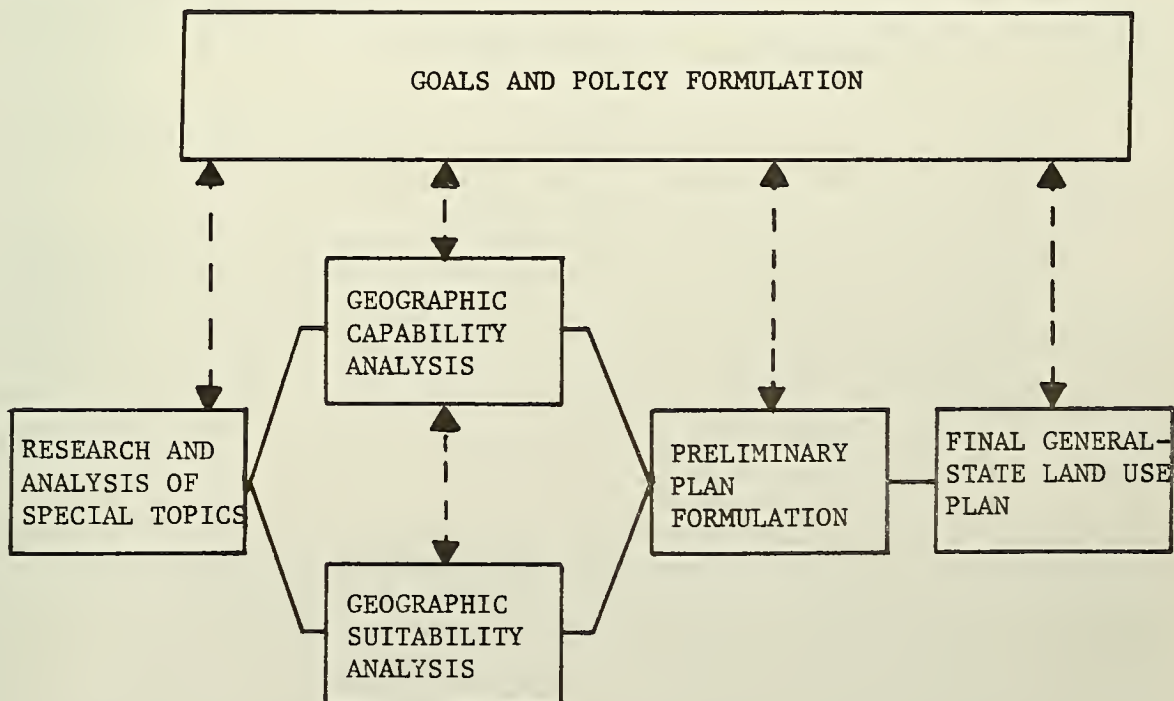 GOALS AND POLICY FORMULATION
GEOGRAPHIC
CAPABILITY
ANALYSIS
RESEARCH AND
ANALYSIS OF
SPECIAL TOPICS
PRELIMINARY
PLAN
FORMULATION
FINAL GENERAL-
STATE LAND USE
PLAN
GEOGRAPHIC
SUITABILITY
ANALYSIS